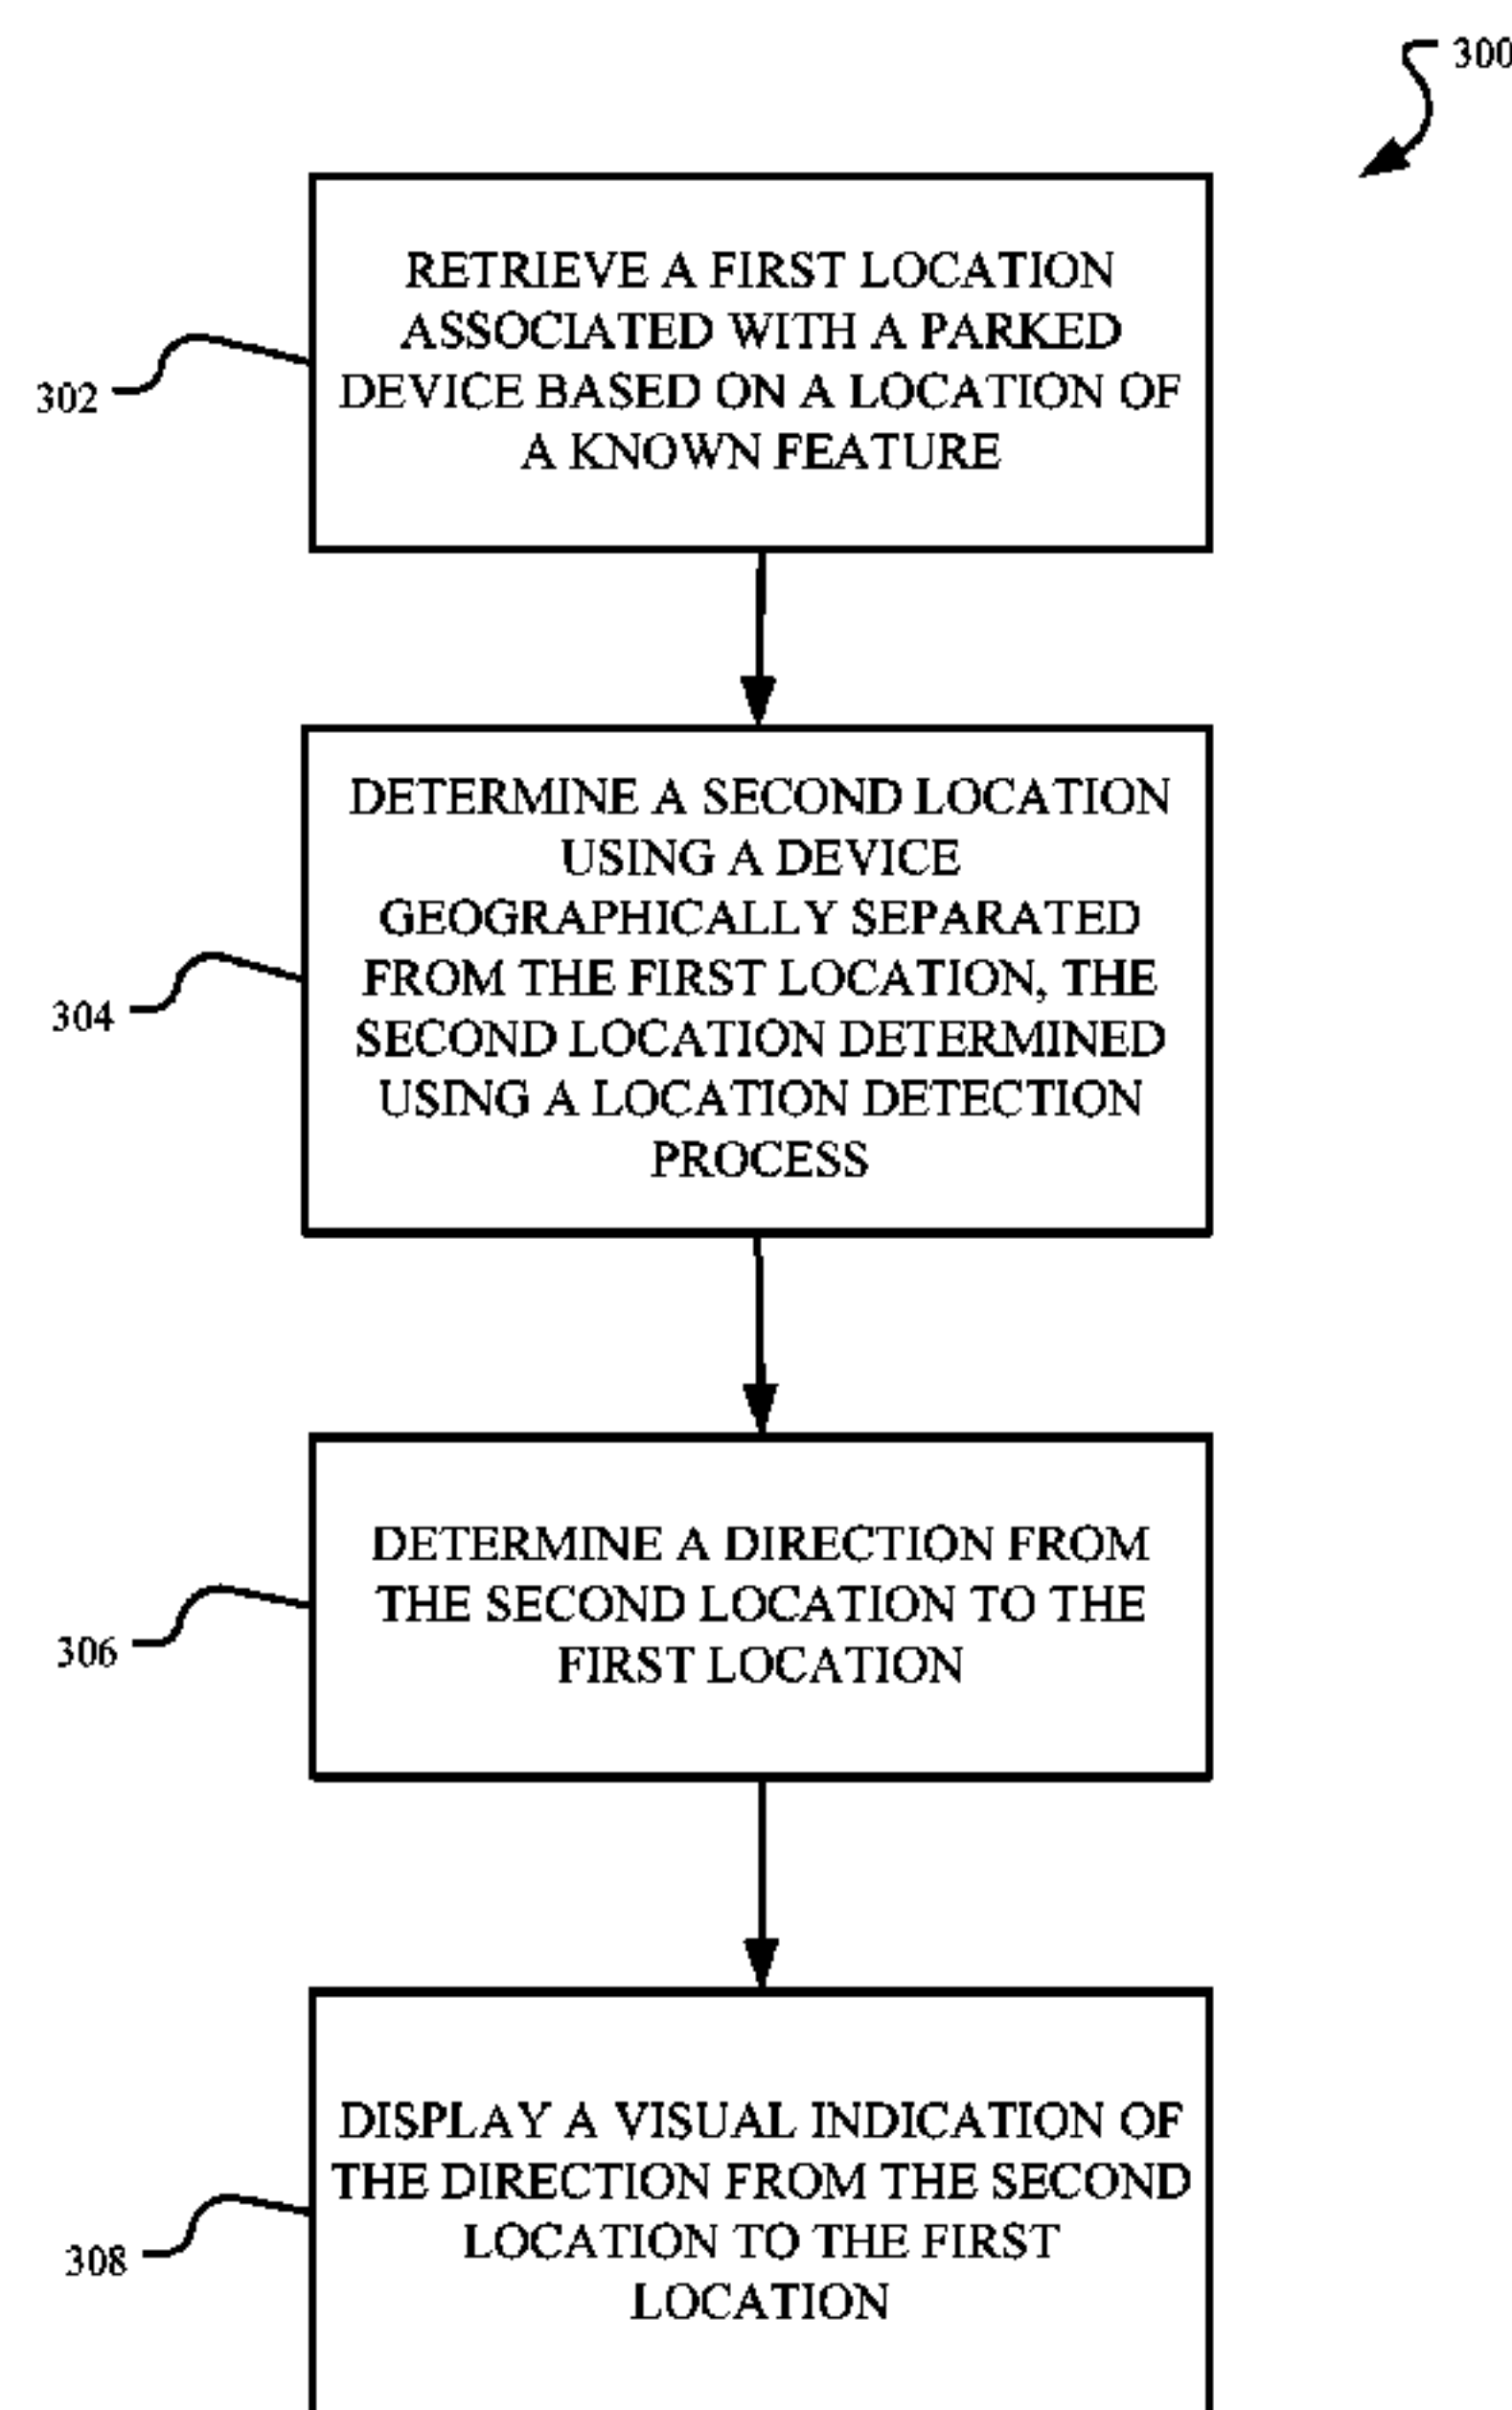 300
RETRIEVE A FIRST LOCATION
ASSOCIATED WITH A PARKED
DEVICE BASED ON A LOCATION OF
A KNOWN FEATURE
302
DETERMINE A SECOND LOCATION
USING A DEVICE
GEOGRAPHICALLY SEPARATED
FROM THE FIRST LOCATION, THE
SECOND LOCATION DETERMINED
USING A LOCATION DETECTION
PROCESS
304
DETERMINE A DIRECTION FROM
THE SECOND LOCATION TO THE
FIRST LOCATION
306
DISPLAY A VISUAL INDICATION OF
THE DIRECTION FROM THE SECOND
LOCATION TO THE FIRST
LOCATION
308